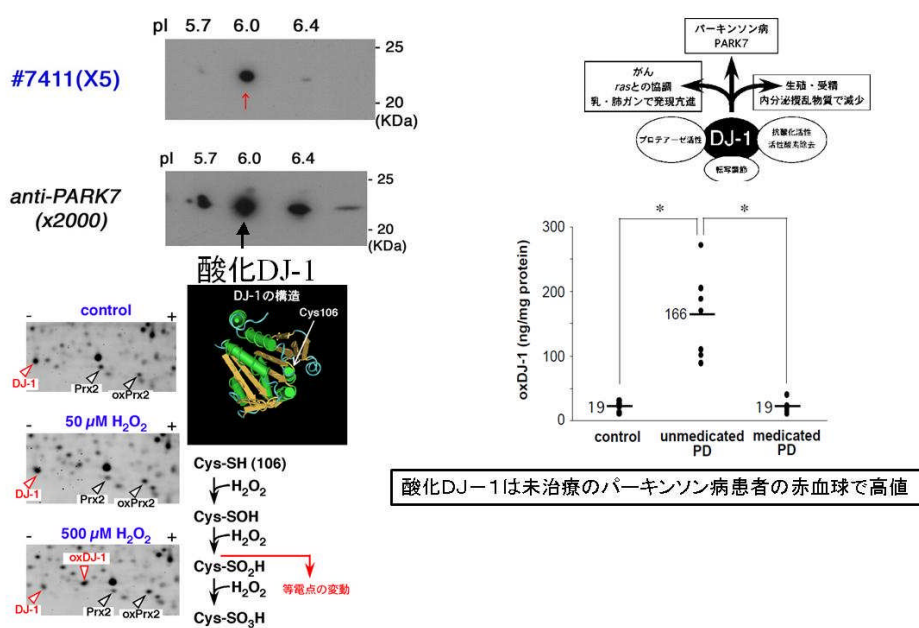 pI 5.7 6.0 6.4
#7411(X5)
- 25
- 20
(KDa)
pI 5.7 6.0 6.4
anti-PARK7
(x2000)
- 25
- 20
(KDa)
酸化DJ-1
control
- +
DJ-1
Prx2
oxPrx2
50 µM H2O2
- +
DJ-1
Prx2
oxPrx2
500 µM H2O2
- +
oxDJ-1
DJ-1
Prx2
oxPrx2
DJ-1の構造
Cys106
Cys-SH (106)
H2O2
Cys-SOH
H2O2
Cys-SO2H
等電点の変動
H2O2
Cys-SO3H
パーキンソン病
PARK7
がん
rasとの協調
乳・肺ガンで発現亢進
生殖・受精
内分泌撹乱物質で減少
プロテアーゼ活性
DJ-1
抗酸化活性
活性酸素除去
転写調節
* *
oxDJ-1 (ng/mg protein)
300
200
100
0
19
166
19
control
unmedicated
PD
medicated
PD
酸化DJ－1は未治療のパーキンソン病患者の赤血球で高値